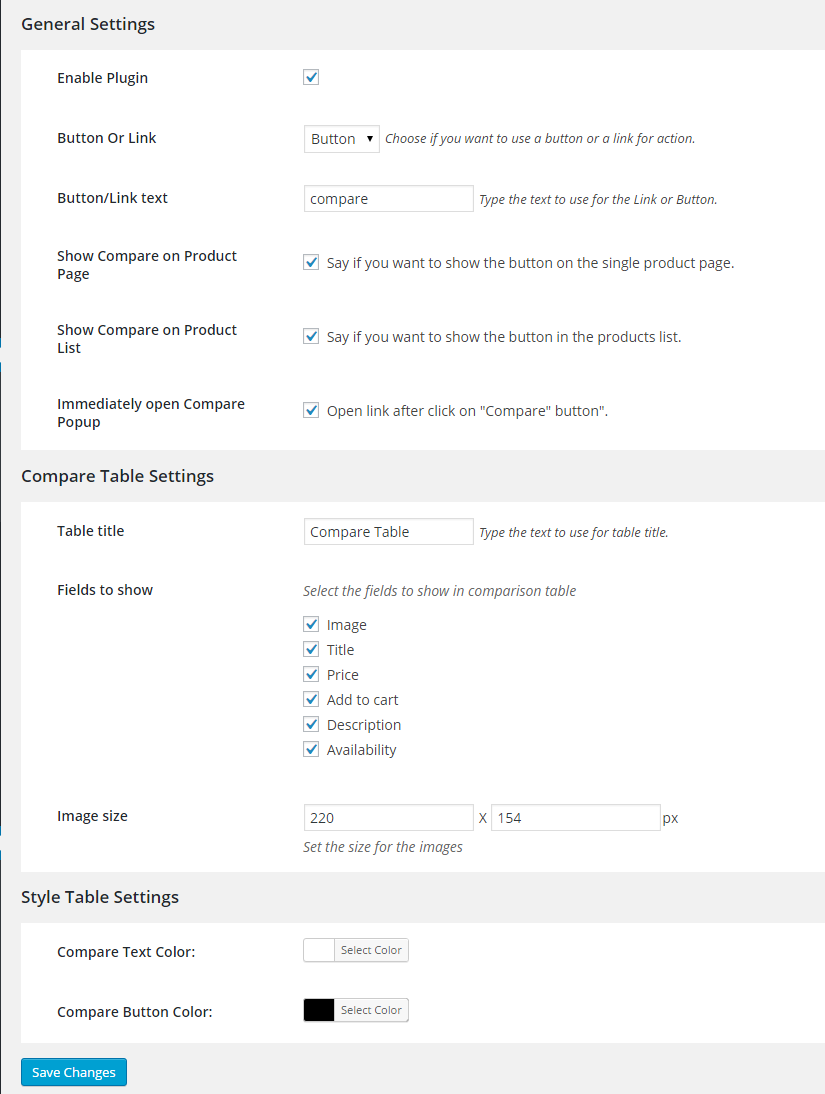 General Settings
Enable Plugin
Button Or Link
Button Choose if you want to use a button or a link for action.
Button/Link text
compare Type the text to use for the Link or Button.
Show Compare on Product
Page
Say if you want to show the button on the single product page.
Show Compare on Product
List
Say if you want to show the button in the products list.
Immediately open Compare
Popup
Open link after click on "Compare" button".
Compare Table Settings
Table title
Compare Table Type the text to use for table title.
Fields to show
Select the fields to show in comparison table
Image
Title
Price
Add to cart
Description
Availability
Image size
220 X 154 px
Set the size for the images
Style Table Settings
Compare Text Color:
Select Color
Compare Button Color:
Select Color
Save Changes